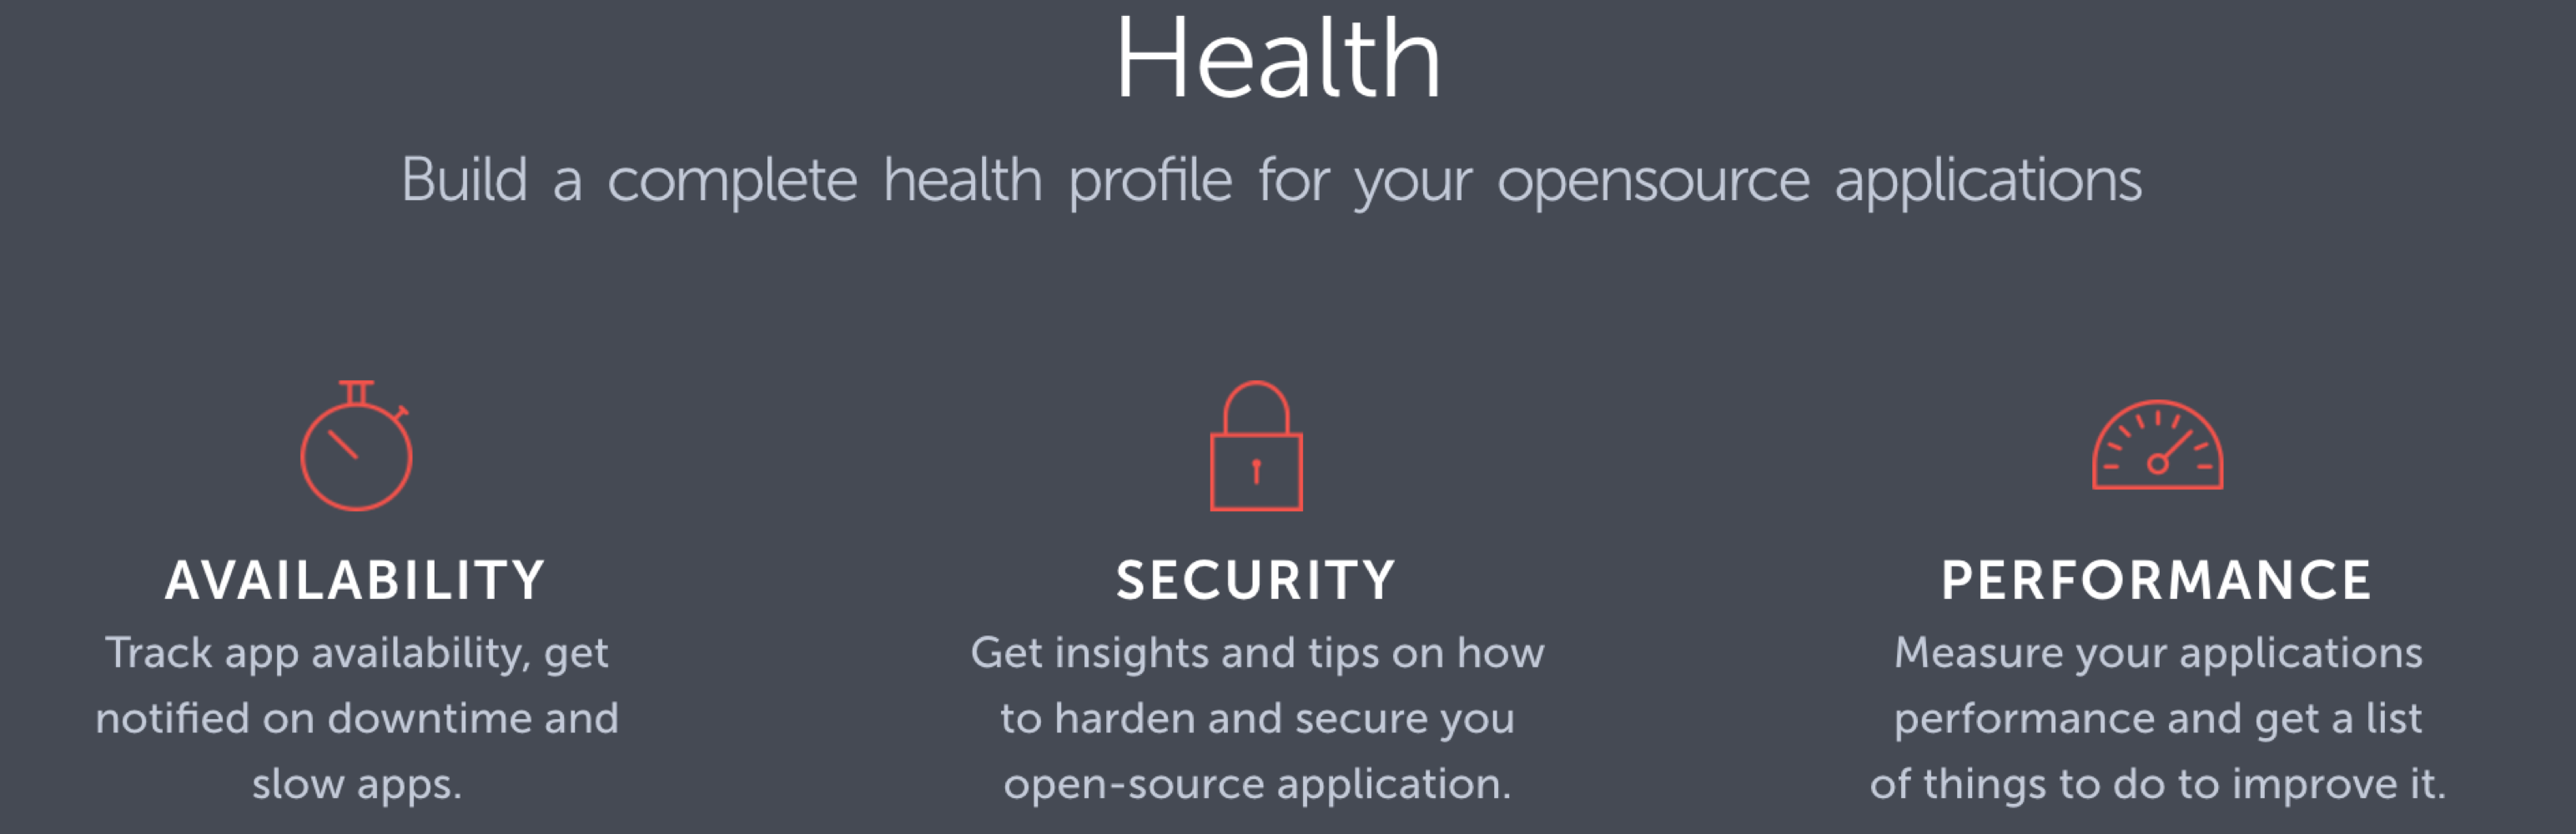 Health
Build a complete health profile for your opensource applications
AVAILABILITY
Track app availability, get
notified on downtime and
slow apps.
SECURITY
Get insights and tips on how
to harden and secure you
open-source application.
PERFORMANCE
Measure your applications
performance and get a list
of things to do to improve it.